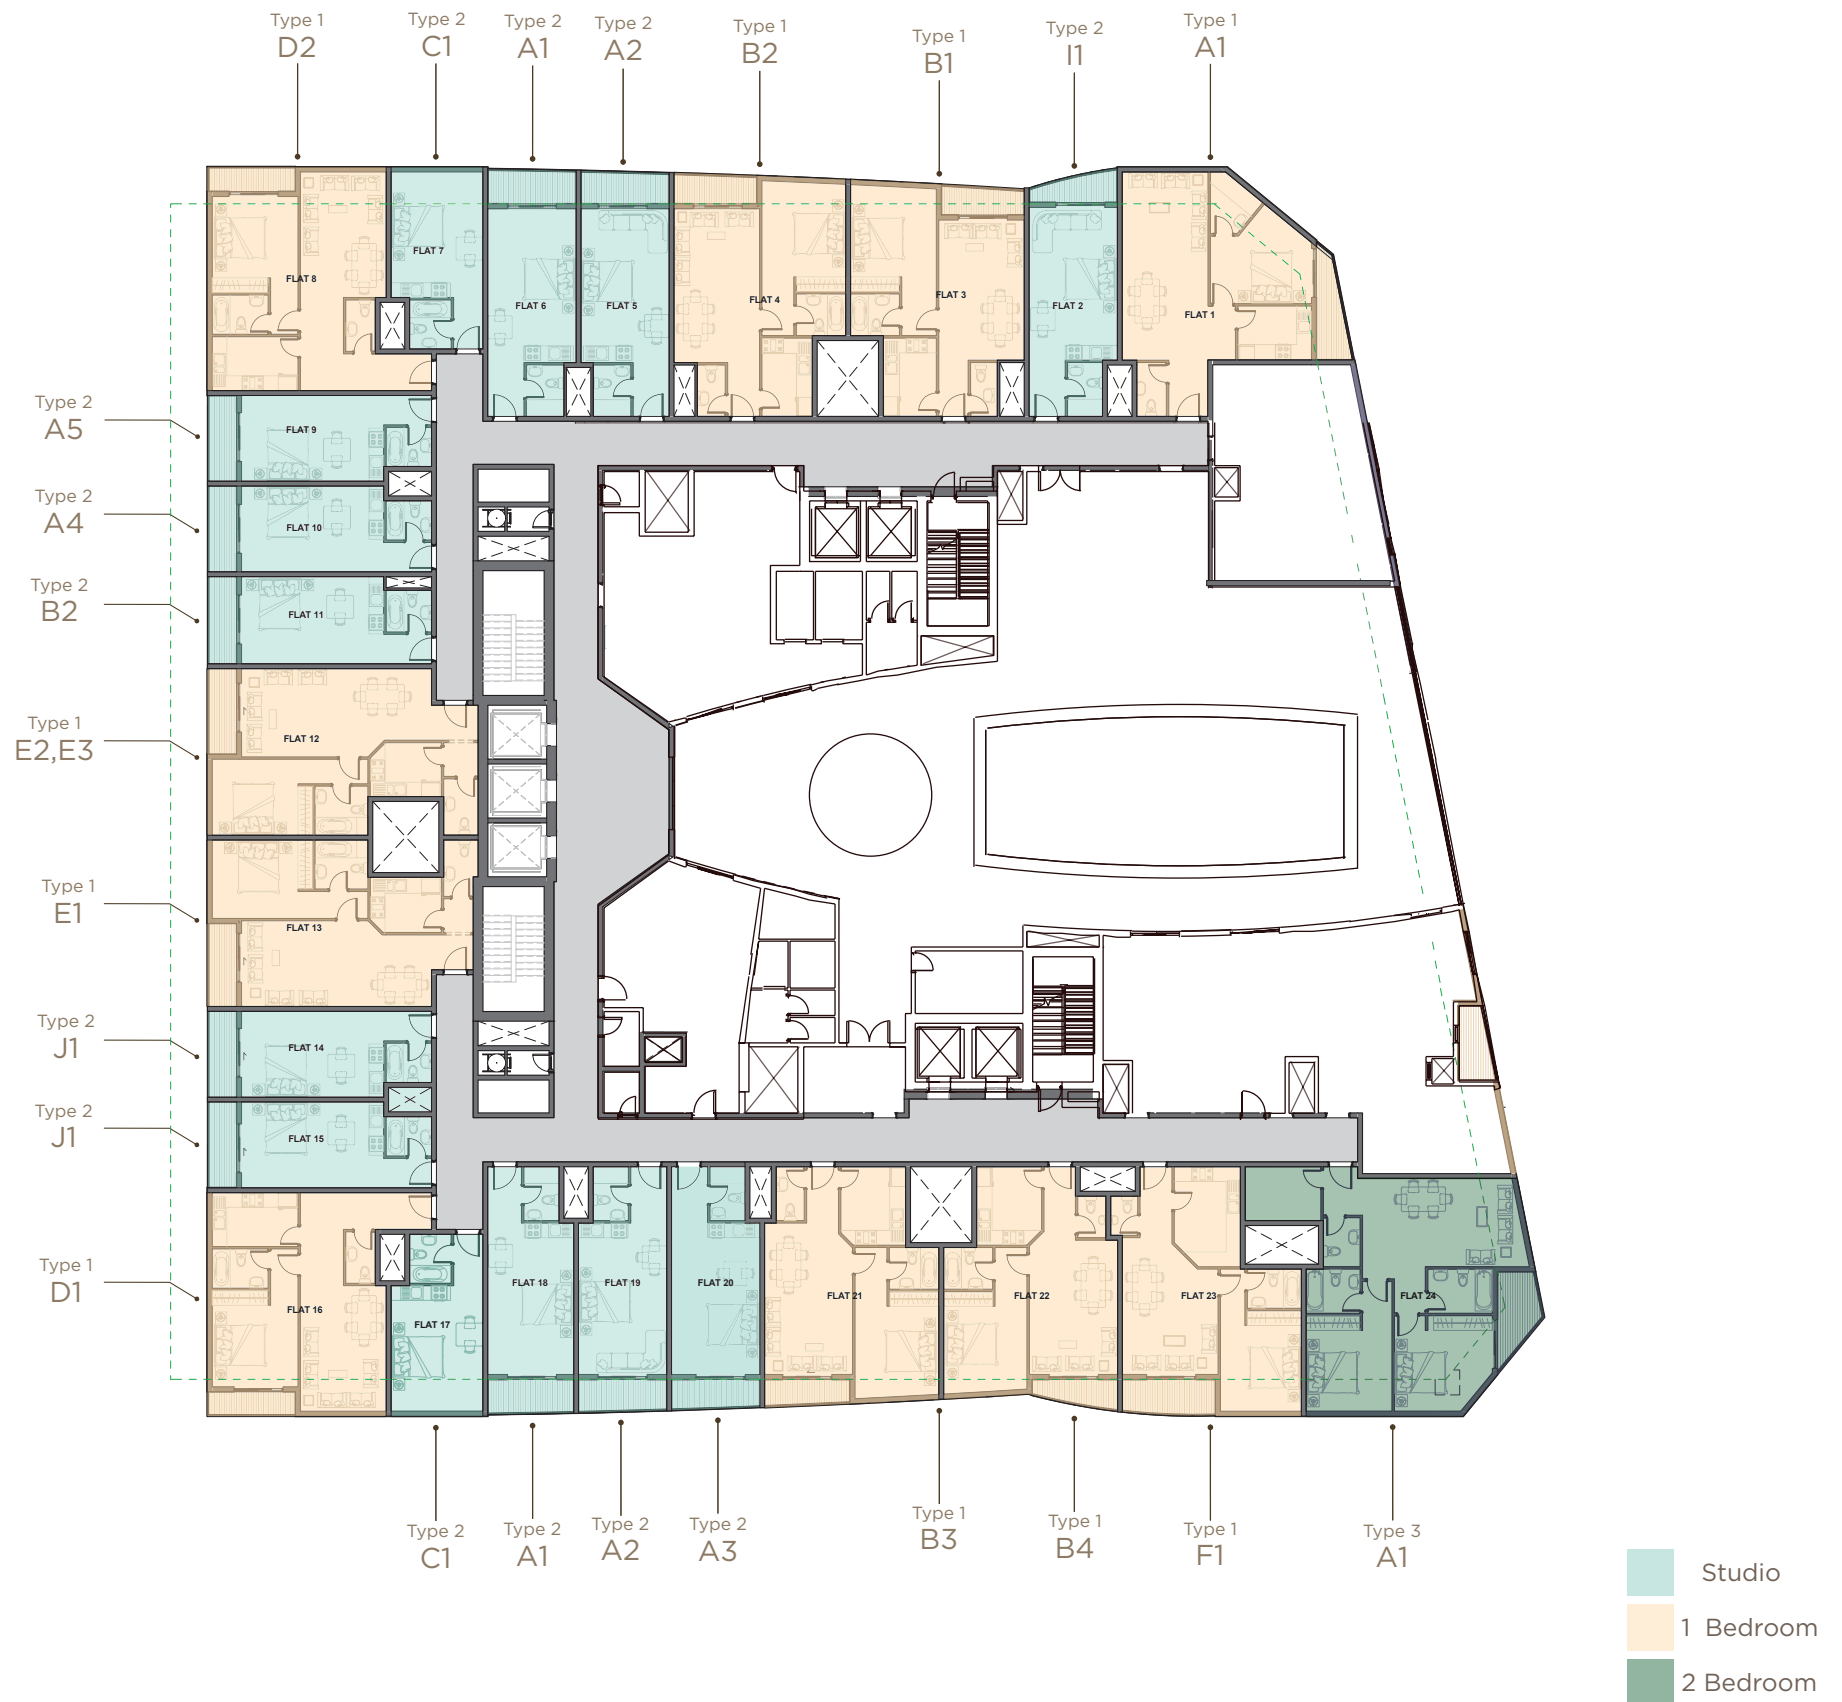 Type 1
D2
Type 2
C1
Type 2
A1
Type 2
A2
Type 1
B2
Type 1
B1
Type 2
I1
Type 1
A1
FLAT 8
FLAT 7
FLAT 6
FLAT 5
FLAT 4
FLAT 3
FLAT 2
FLAT 1
Type 2
A5
FLAT 9
Type 2
A4
FLAT 10
Type 2
B2
FLAT 11
Type 1
E2,E3
FLAT 12
Type 1
E1
FLAT 13
Type 2
J1
FLAT 14
Type 2
J1
FLAT 15
Type 1
D1
FLAT 16
FLAT 17
FLAT 18
FLAT 19
FLAT 20
FLAT 21
FLAT 22
FLAT 23
FLAT 24
Type 2
C1
Type 2
A1
Type 2
A2
Type 2
A3
Type 1
B3
Type 1
B4
Type 1
F1
Type 3
A1
Studio
1 Bedroom
2 Bedroom